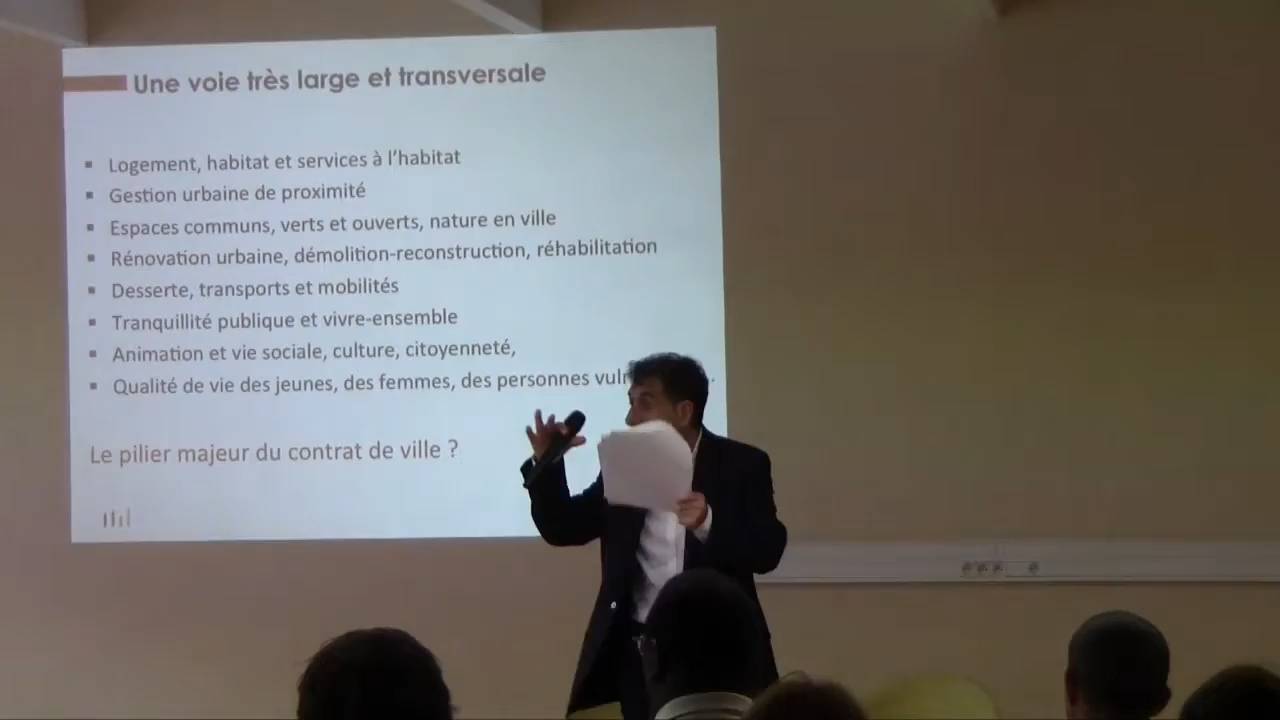 Une voie très large et transversale
▪ Logement, habitat et services à l'habitat
▪ Gestion urbaine de proximité
▪ Espaces communs, verts et ouverts, nature en ville
▪ Rénovation urbaine, démolition-reconstruction, réhabilitation
▪ Desserte, transports et mobilités
▪ Tranquillité publique et vivre-ensemble
▪ Animation et vie sociale, culture, citoyenneté,
▪ Qualité de vie des jeunes, des femmes, des personnes
Le pilier majeur du contrat de ville ?